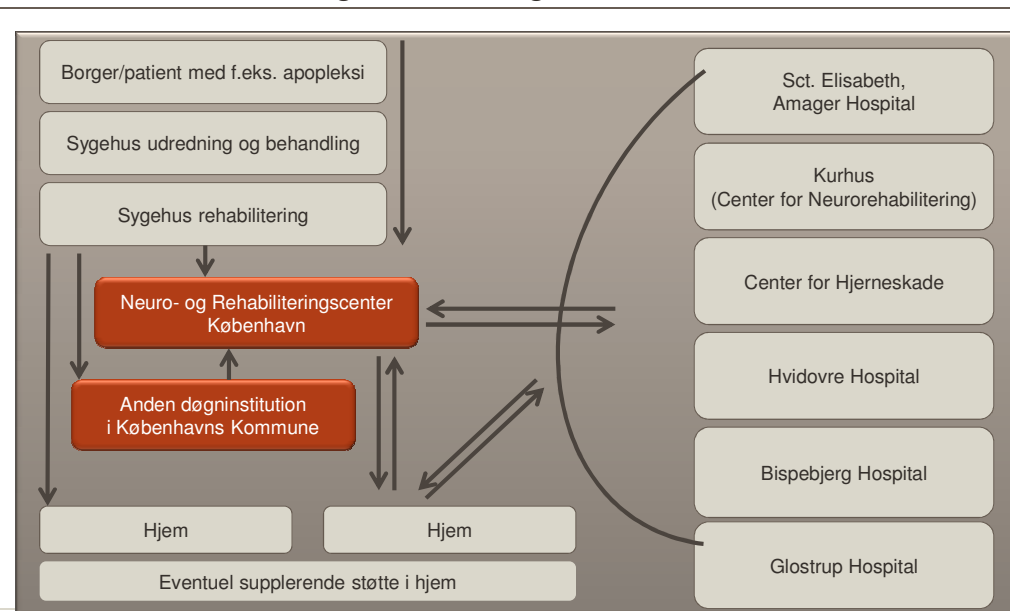 Borger/patient med f.eks. apopleksi
Sygehus udredning og behandling
Sygehus rehabilitering
Neuro- og Rehabiliteringscenter
København
Anden døgninstitution
i Københavns Kommune
Hjem
Hjem
Eventuel supplerende støtte i hjem
Sct. Elisabeth,
Amager Hospital
Kurhus
(Center for Neurorehabilitering)
Center for Hjerneskade
Hvidovre Hospital
Bispebjerg Hospital
Glostrup Hospital